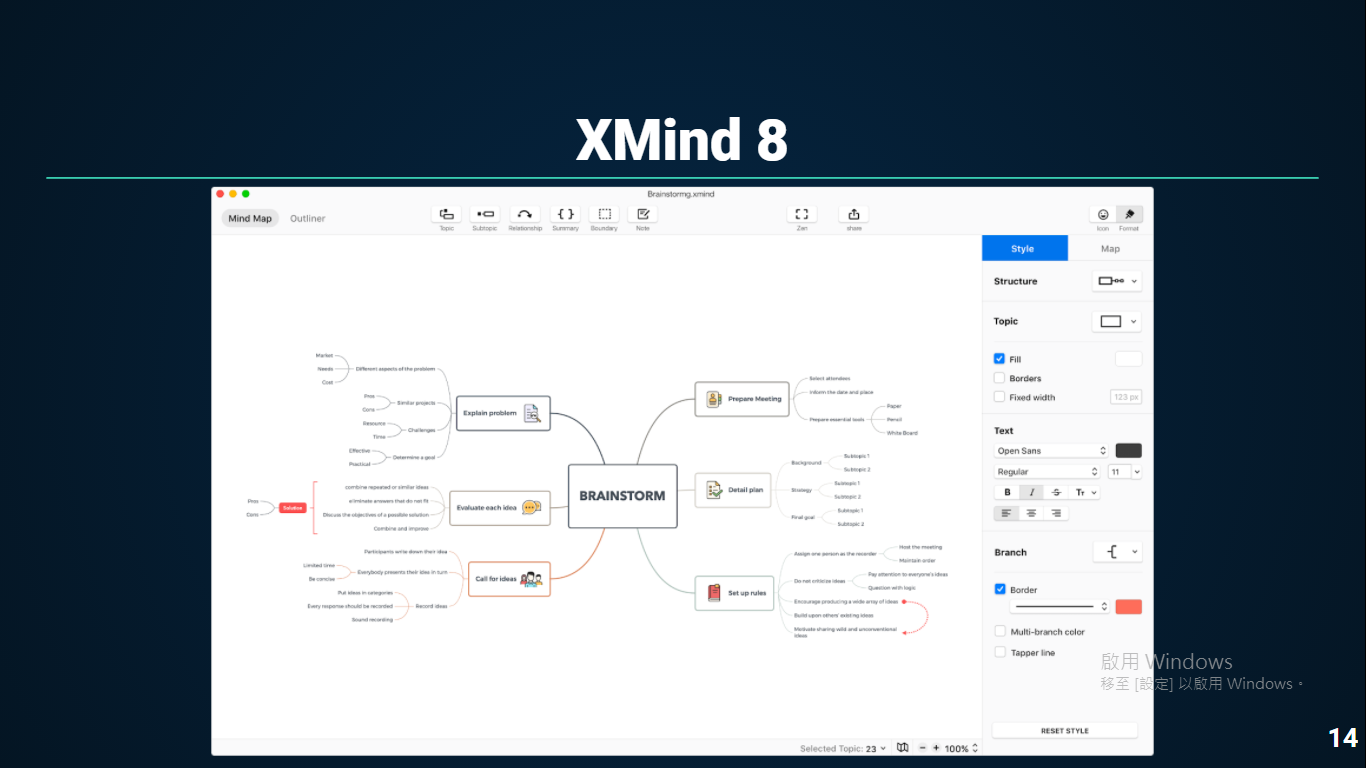 XMind 8
Brainstormg.xmind
Mind Map
Outliner
Topic
Subtopic
Relationship
Summary
Boundary
Note
Zen
share
Icon
Format
Style
Map
Structure
Topic
Fill
Borders
Fixed width
123 px
Text
Open Sans
Regular
11
B
I
S
Tr
Branch
Border
Multi-branch color
Tapper line
RESET STYLE
BRAINSTORM
Explain problem
Different aspects of the problem
Market
Needs
Cost
Similar projects
Pros
Cons
Challenges
Resource
Time
Determine a goal
Effective
Practical
Evaluate each idea
combine repeated or similar ideas
eliminate answers that do not fit
Discuss the objectives of a possible solution
Combine and improve
Solution
Pros
Cons
Call for ideas
Participants write down their idea
Everybody presents their idea in turn
Limited time
Be concise
Record ideas
Put ideas in categories
Every response should be recorded
Sound recording
Prepare Meeting
Select attendees
Inform the date and place
Prepare essential tools
Paper
Pencil
White Board
Detail plan
Background
Subtopic 1
Subtopic 2
Strategy
Subtopic 1
Subtopic 2
Final goal
Subtopic 1
Subtopic 2
Set up rules
Assign one person as the recorder
Host the meeting
Maintain order
Do not criticize ideas
Pay attention to everyone's ideas
Question with logic
Encourage producing a wide array of ideas
Build upon others' existing ideas
Motivate sharing wild and unconventional
ideas
Selected Topic: 23
100%
啟用 Windows
移至 [設定] 以啟用 Windows。
14